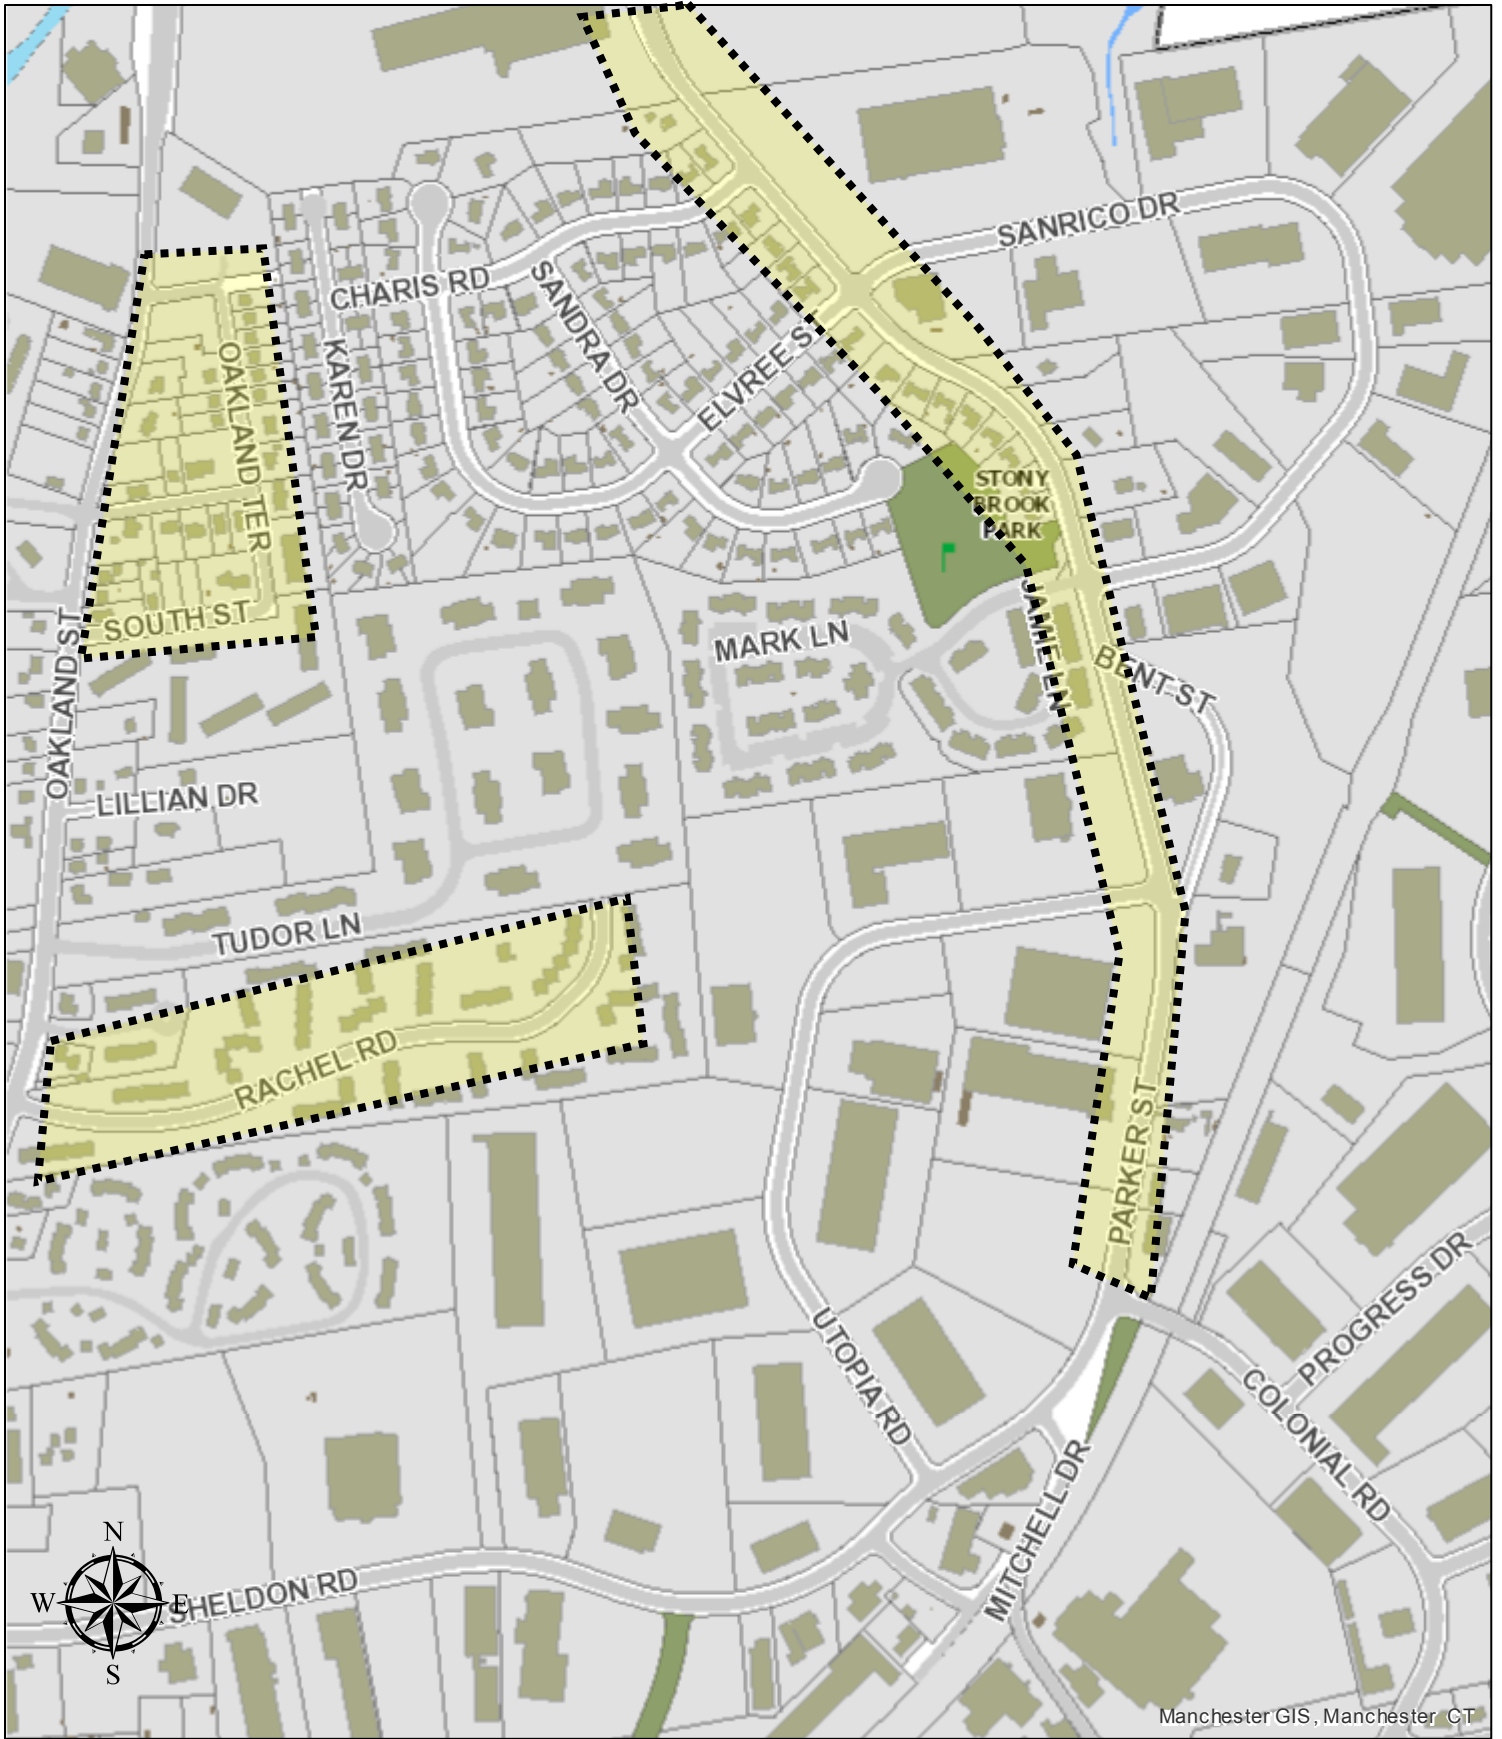 SANRICO DR
CHARIS RD
SANDRA DR
KAREN DR
OAKLAND TER
ELVREE S
STONY
BROOK
PARK
SOUTH ST
MARK LN
JAMIE LN
BENT ST
OAKLAND ST
LILLIAN DR
TUDOR LN
RACHEL RD
PARKER ST
PROGRESS DR
UTOPIA RD
COLONIAL RD
MITCHELL DR
N
W E
S
SHELDON RD
Manchester GIS, Manchester CT